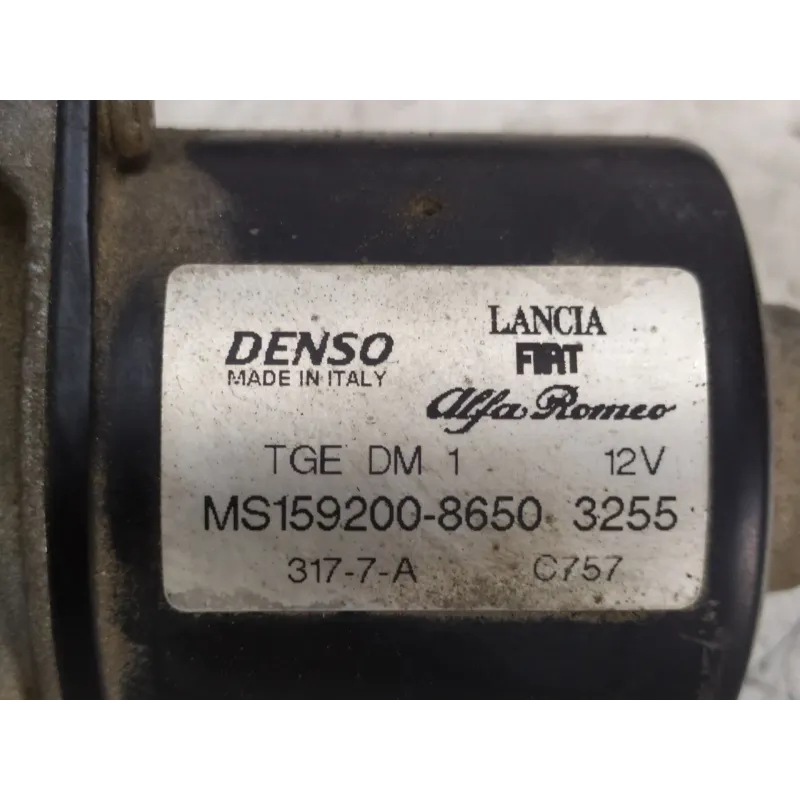 DENSO
MADE IN ITALY
LANCIA
FIAT
Alfa Romeo
TGE DM 1 12V
MS159200-8650 3255
317-7-A C757